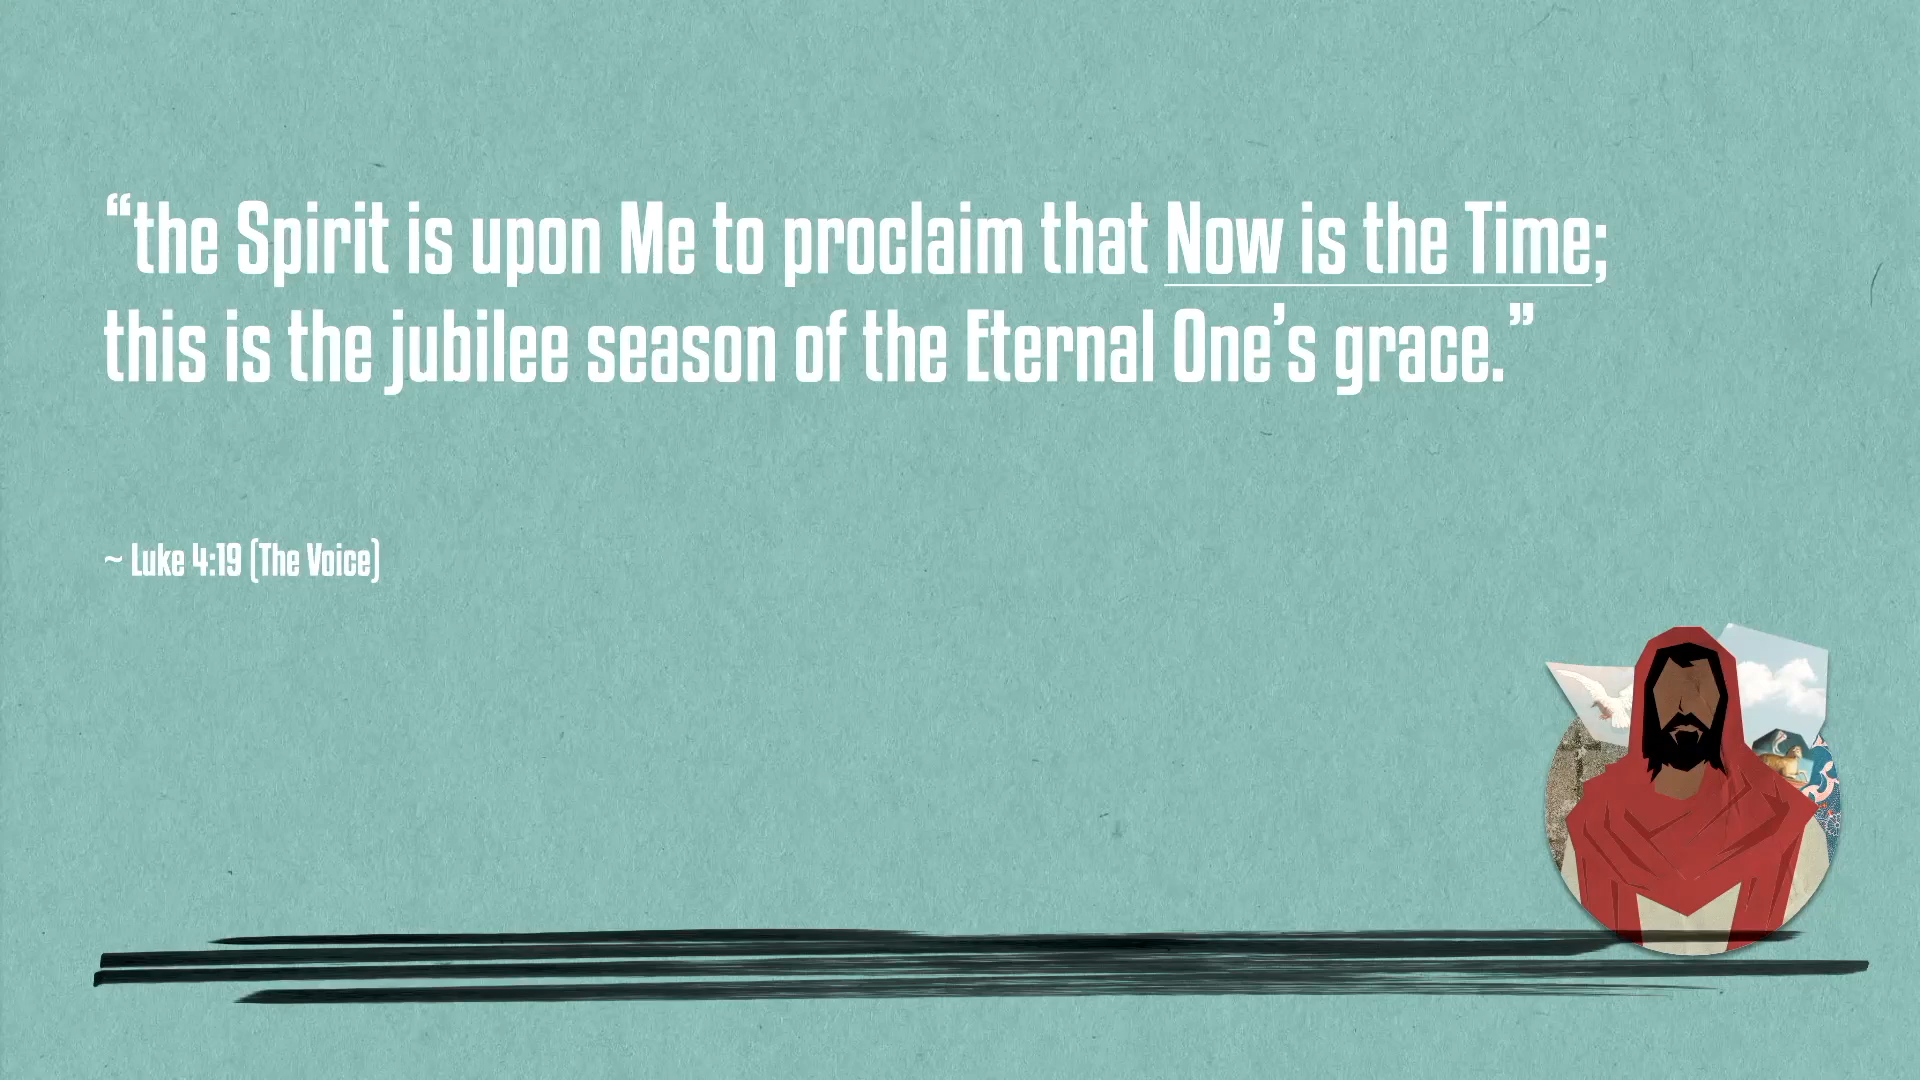 “the Spirit is upon Me to proclaim that Now is the Time;
this is the jubilee season of the Eternal One’s grace.”
~ Luke 4:19 (The Voice)